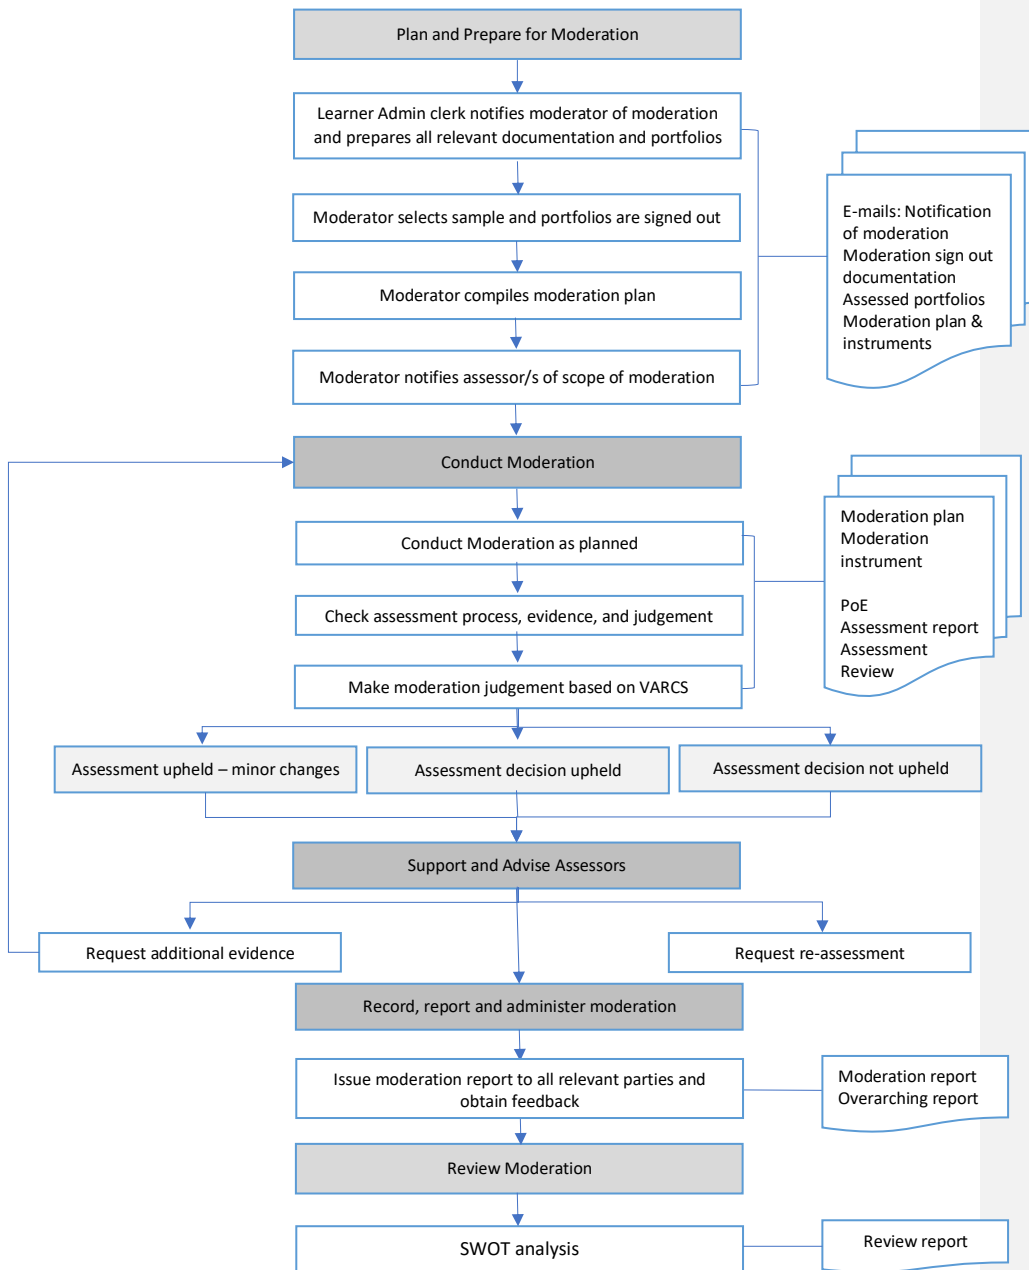 Plan and Prepare for Moderation
Learner Admin clerk notifies moderator of moderation
and prepares all relevant documentation and portfolios
Moderator selects sample and portfolios are signed out
Moderator compiles moderation plan
Moderator notifies assessor/s of scope of moderation
E-mails: Notification
of moderation
Moderation sign out
documentation
Assessed portfolios
Moderation plan &
instruments
Conduct Moderation
Conduct Moderation as planned
Check assessment process, evidence, and judgement
Make moderation judgement based on VARCS
Moderation plan
Moderation
instrument
PoE
Assessment report
Assessment
Review
Assessment upheld – minor changes
Assessment decision upheld
Assessment decision not upheld
Support and Advise Assessors
Request additional evidence
Request re-assessment
Record, report and administer moderation
Issue moderation report to all relevant parties and
obtain feedback
Moderation report
Overarching report
Review Moderation
SWOT analysis
Review report